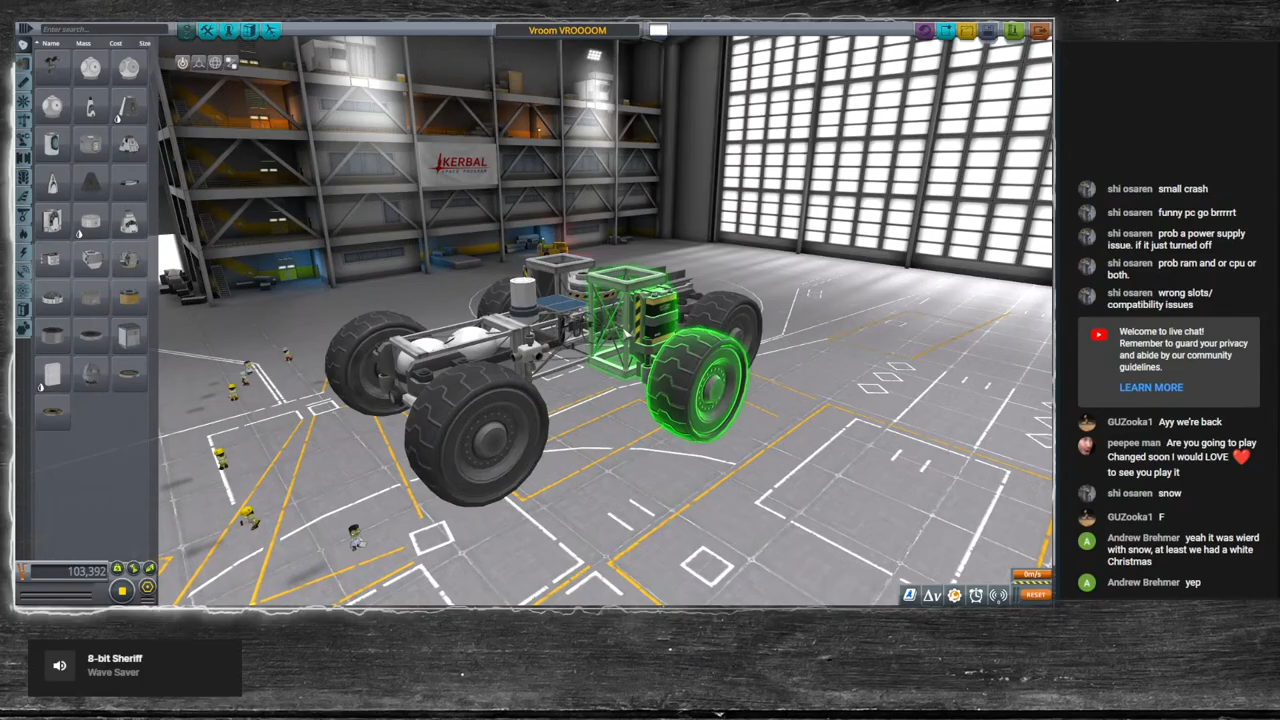 Enter search...
Vroom VROOOOM
Name Mass Cost Size
KERBAL
SPACE PROGRAM
103,392
0m/s
Δv
RESET
shi osaren small crash
shi osaren funny pc go brrrrt
shi osaren prob a power supply
issue. if it just turned off
shi osaren prob ram and or cpu or
both.
shi osaren wrong slots/
compatibility issues
Welcome to live chat!
Remember to guard your privacy
and abide by our community
guidelines.
LEARN MORE
GUZooka1 Ayy we're back
peepee man Are you going to play
Changed soon I would LOVE ❤️
to see you play it
shi osaren snow
GUZooka1 F
A Andrew Brehmer yeah it was wierd
with snow, at least we had a white
Christmas
A Andrew Brehmer yep
8-bit Sheriff
Wave Saver